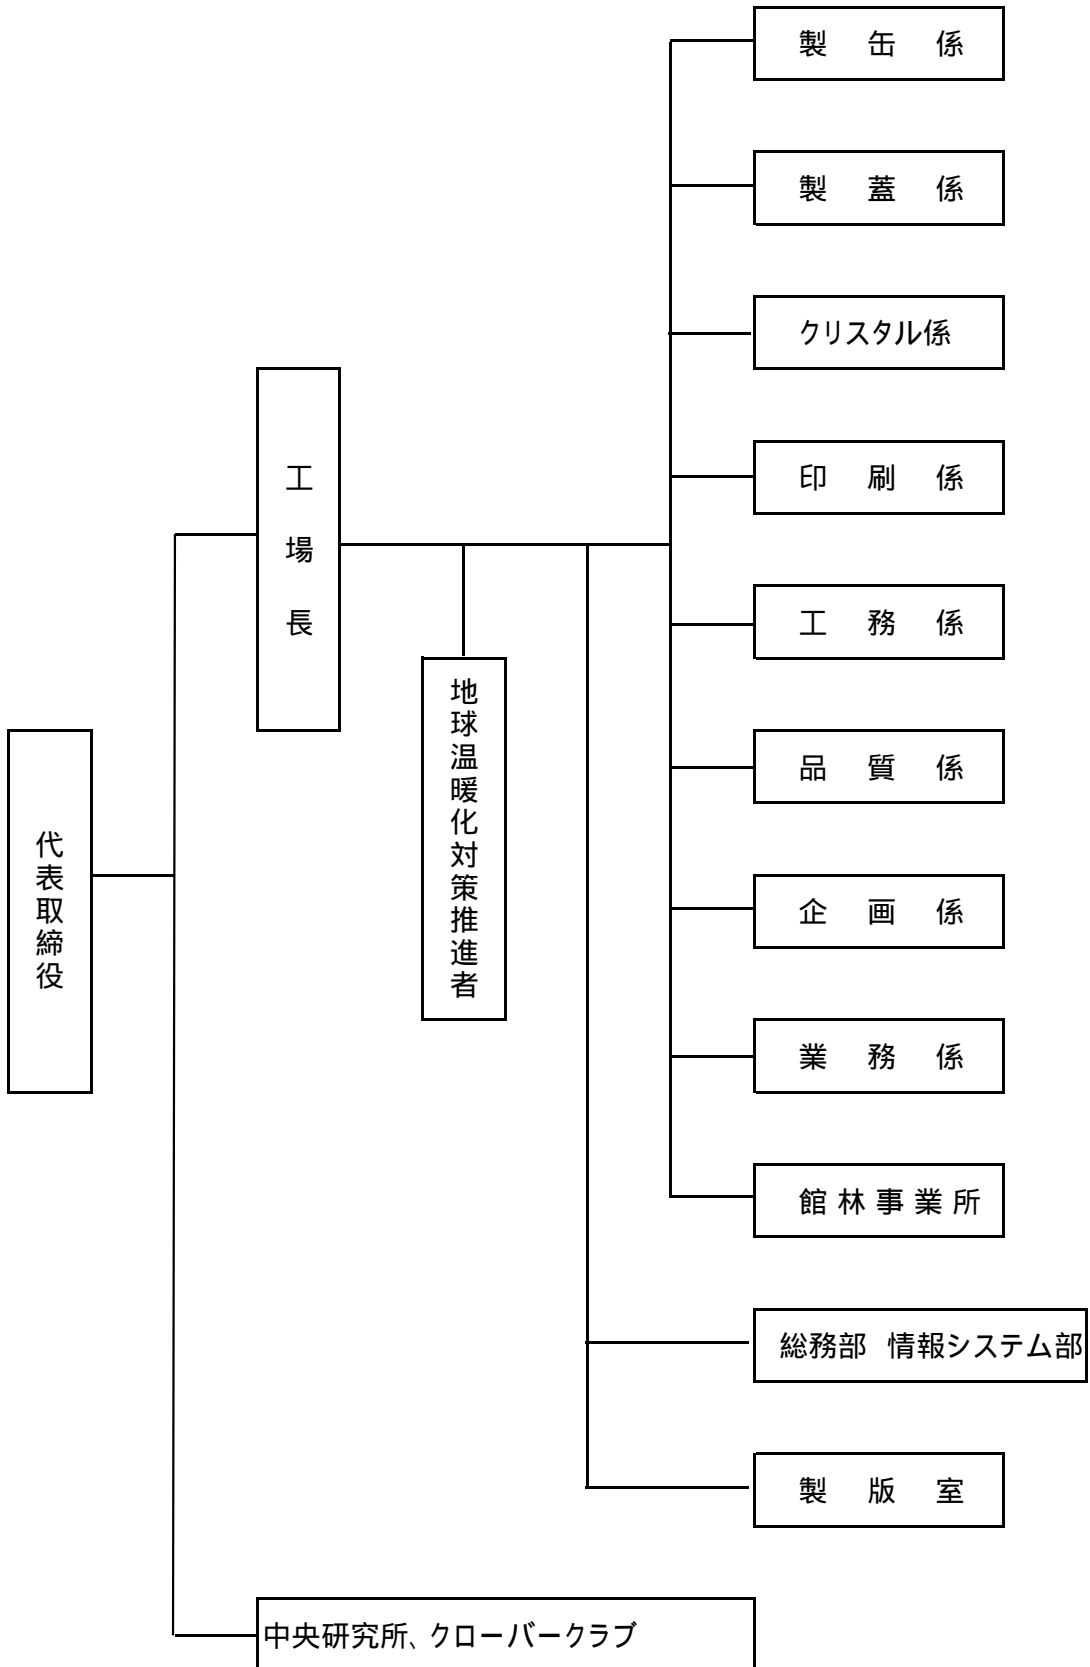 製缶係
製蓋係
クリスタル係
印刷係
工場長
工務係
地球温暖化対策推進者
品質係
代表取締役
企画係
業務係
館林事業所
総務部 情報システム部
製版室
中央研究所、クローバークラブ